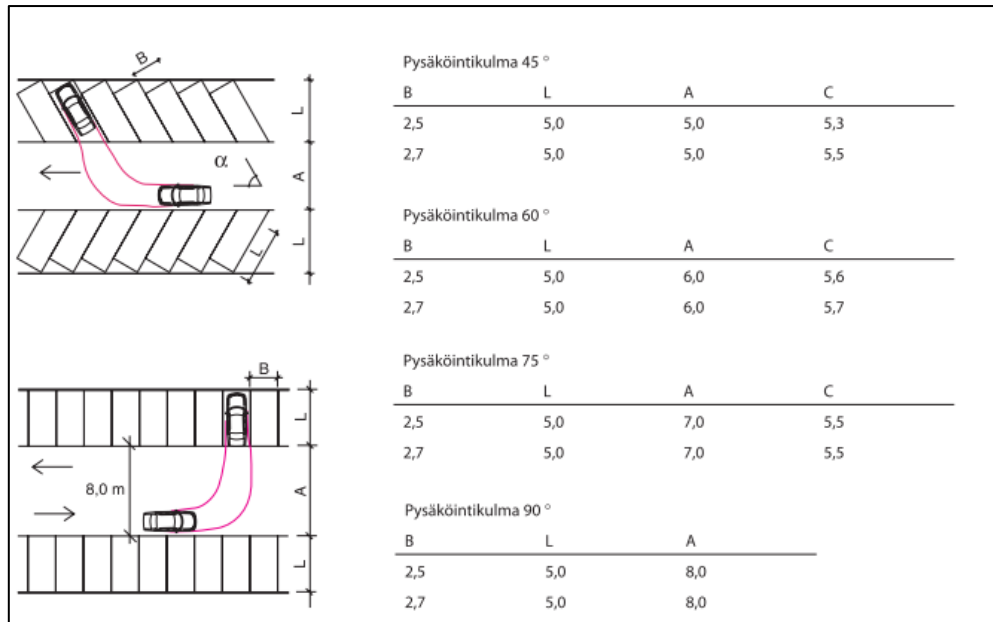 B
L
α
A
L
L
B
L
8,0 m
A
L
Pysäköintikulma 45 °
B L A C
2,5 5,0 5,0 5,3
2,7 5,0 5,0 5,5
Pysäköintikulma 60 °
B L A C
2,5 5,0 6,0 5,6
2,7 5,0 6,0 5,7
Pysäköintikulma 75 °
B L A C
2,5 5,0 7,0 5,5
2,7 5,0 7,0 5,5
Pysäköintikulma 90 °
B L A
2,5 5,0 8,0
2,7 5,0 8,0